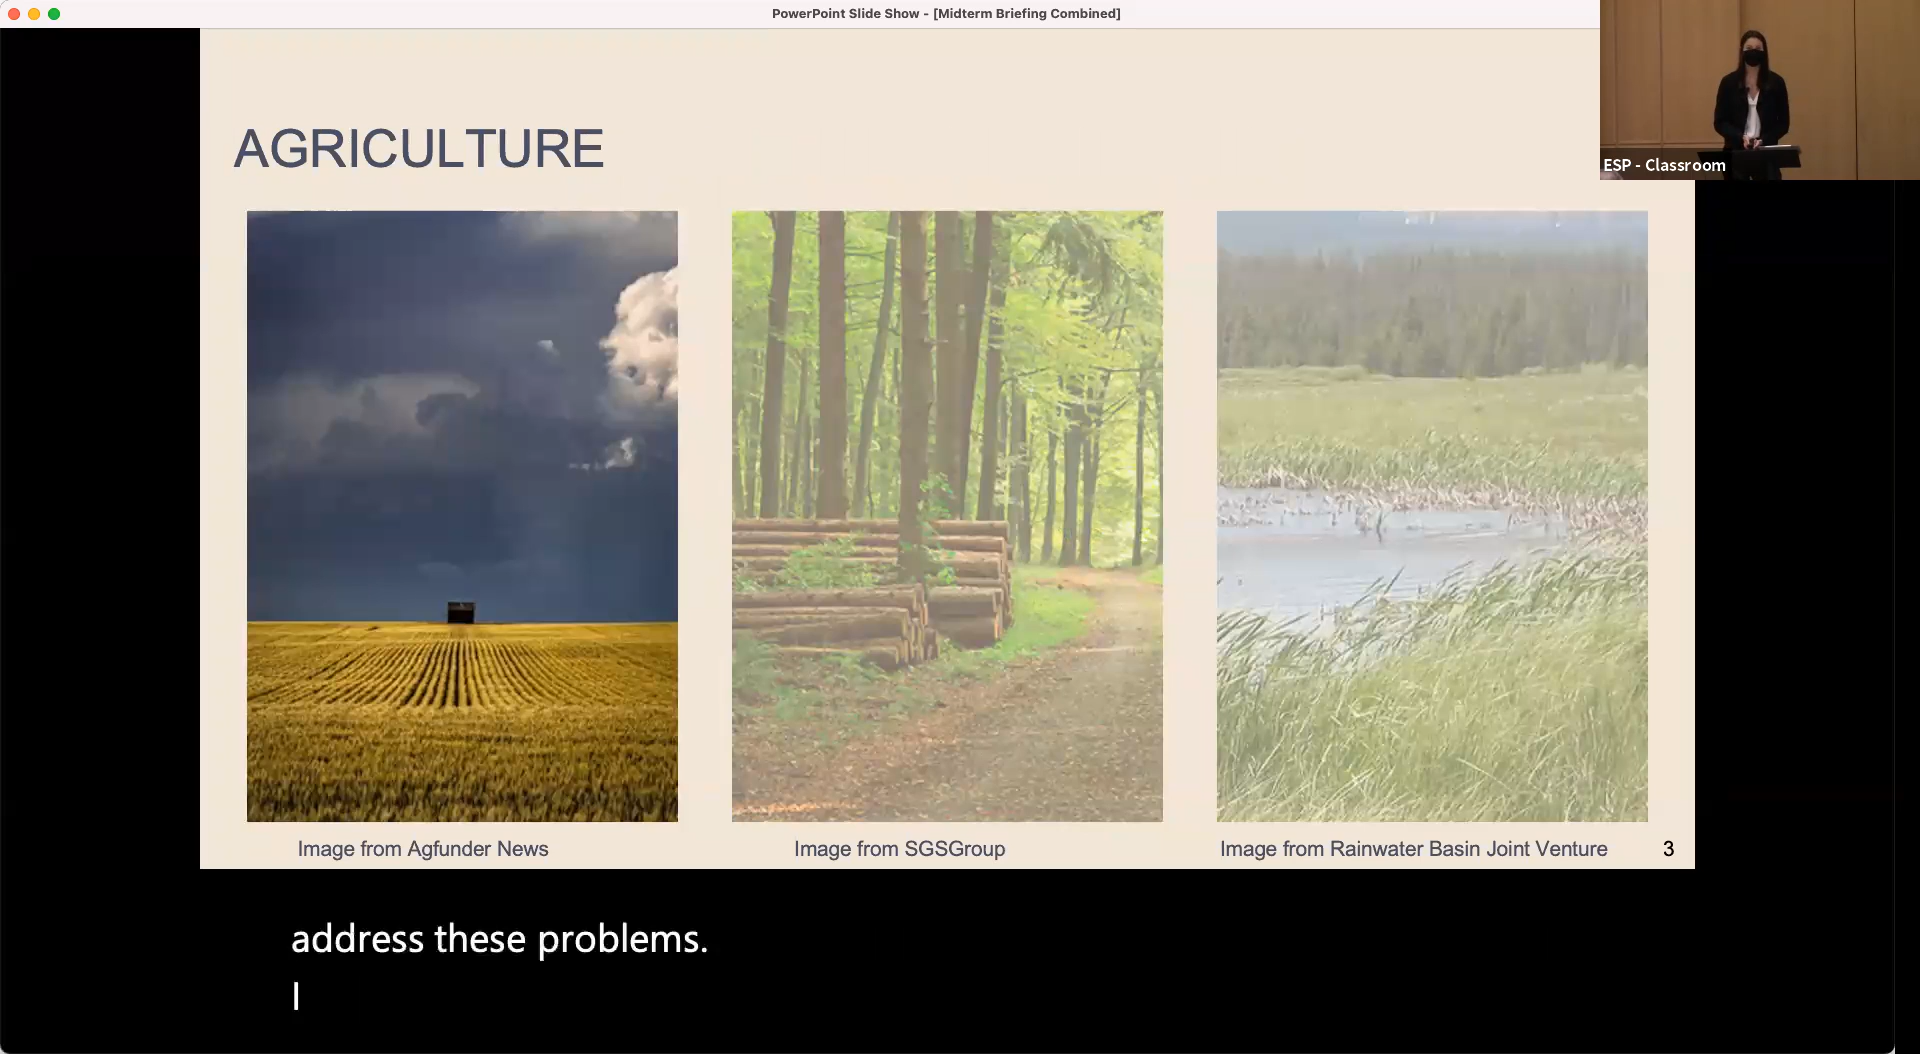 PowerPoint Slide Show - [Midterm Briefing Combined]
ESP - Classroom
AGRICULTURE
Image from Agfunder News
Image from SGSGroup
Image from Rainwater Basin Joint Venture
3
address these problems.
I